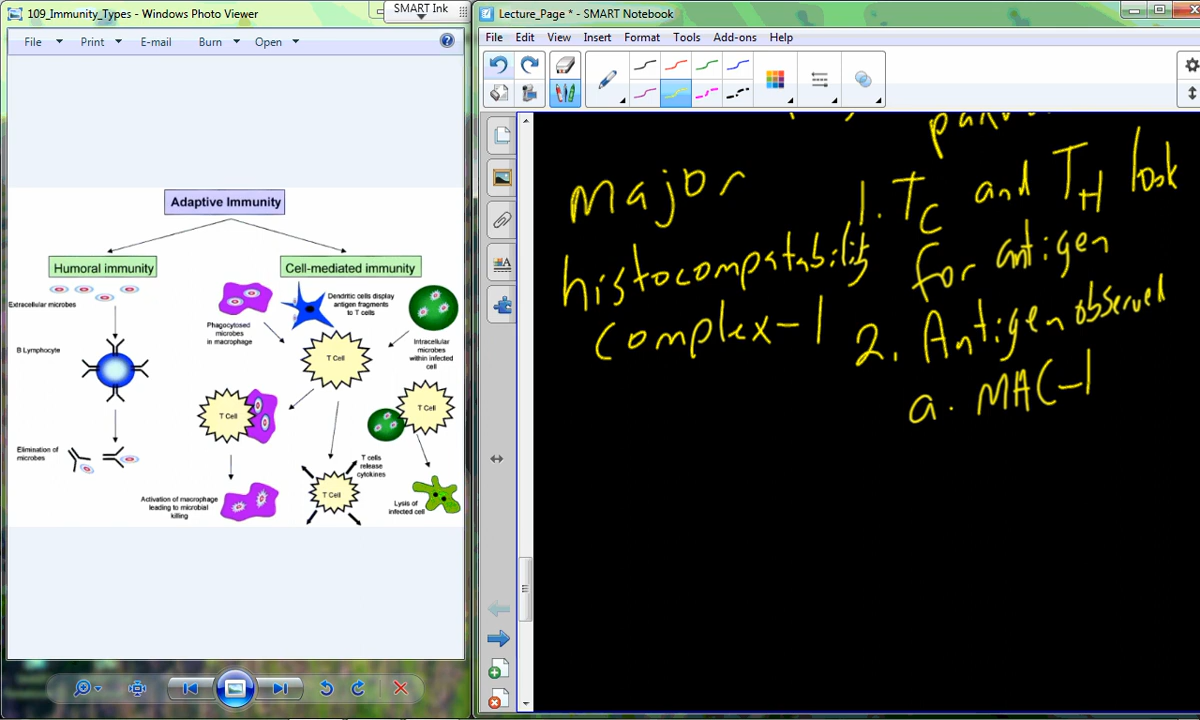 109_Immunity_Types - Windows Photo Viewer
SMART Ink
File Print E-mail Burn Open
Adaptive Immunity
Humoral immunity
Cell-mediated immunity
Extracellular microbes
B Lymphocyte
Elimination of
microbes
Phagocytosed
microbes
in macrophage
Dendritic cells display
antigen fragments
to T cells
Intracellular
microbes
within infected
cell
T Cell
T Cell
T Cell
T Cell
T cells
release
cytokines
Activation of macrophage
leading to microbial
killing
Lysis of
infected cell
Lecture_Page * - SMART Notebook
File Edit View Insert Format Tools Add-ons Help
Major
histocompatability
complex-1
1. TC and TH look
for antigen
2. Antigen observed
a. MAC-1